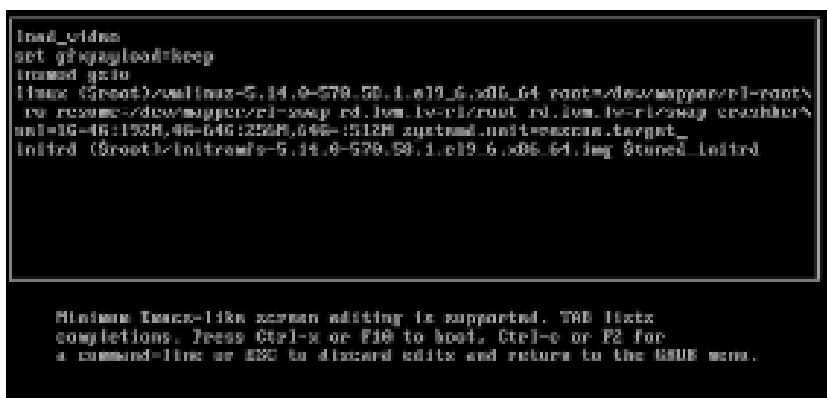 load_video
set gfxpayload=keep
insmod gzio
linux ($root)/vmlinuz-5.14.0-570.58.1.el9_6.x86_64 root=/dev/mapper/rl-root\
 ro resume=/dev/mapper/rl-swap rd.lvm.lv=rl/root rd.lvm.lv=rl/swap crashker\
nel=1G-4G:192M,4G-64G:256M,64G-:512M systemd.unit=rescue.target_
initrd ($root)/initramfs-5.14.0-570.58.1.el9_6.x86_64.img $tuned_initrd
Minimum Emacs-like screen editing is supported. TAB lists
completions. Press Ctrl-x or F10 to boot, Ctrl-c or F2 for
a command-line or ESC to discard edits and return to the GRUB menu.